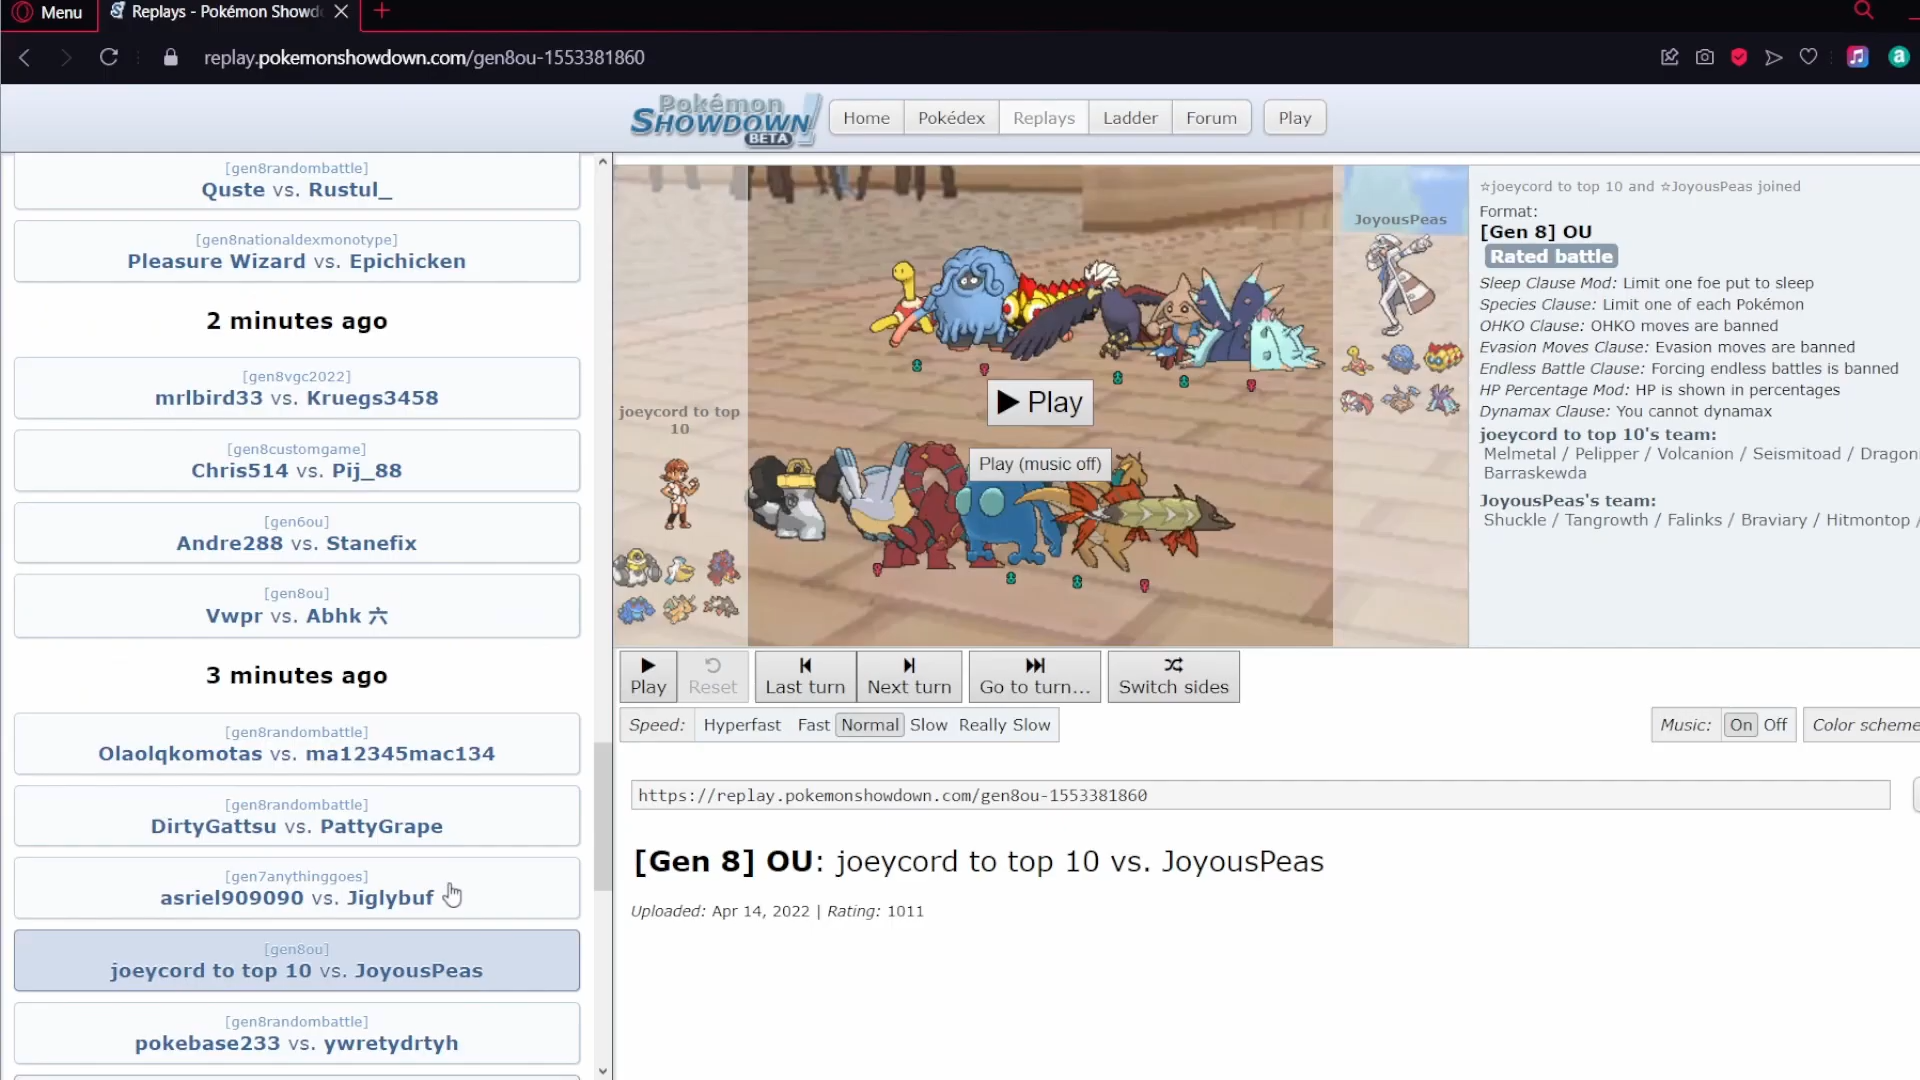 Menu
Replays - Pokémon Showd
replay.pokemonshowdown.com/gen8ou-1553381860
a
Pokémon
SHOWDOWN!
BETA
Home
Pokédex
Replays
Ladder
Forum
Play
[gen8randombattle]
Quste vs. Rustul_
[gen8nationaldexmonotype]
Pleasure Wizard vs. Epichicken
2 minutes ago
[gen8vgc2022]
mrlbird33 vs. Kruegs3458
[gen8customgame]
Chris514 vs. Pij_88
[gen6ou]
Andre288 vs. Stanefix
[gen8ou]
Vwpr vs. Abhk 六
3 minutes ago
[gen8randombattle]
Olaolqkomotas vs. ma12345mac134
[gen8randombattle]
DirtyGattsu vs. PattyGrape
[gen7anythinggoes]
asriel909090 vs. Jiglybuf
[gen8ou]
joeycord to top 10 vs. JoyousPeas
[gen8randombattle]
pokebase233 vs. ywretydrtyh
joeycord to top
10
JoyousPeas
Play
Play (music off)
☆joeycord to top 10 and ☆JoyousPeas joined
Format:
[Gen 8] OU
Rated battle
Sleep Clause Mod: Limit one foe put to sleep
Species Clause: Limit one of each Pokémon
OHKO Clause: OHKO moves are banned
Evasion Moves Clause: Evasion moves are banned
Endless Battle Clause: Forcing endless battles is banned
HP Percentage Mod: HP is shown in percentages
Dynamax Clause: You cannot dynamax
joeycord to top 10's team:
Melmetal / Pelipper / Volcanion / Seismitoad / Dragon
Barraskewda
JoyousPeas's team:
Shuckle / Tangrowth / Falinks / Braviary / Hitmontop /
Play
Reset
Last turn
Next turn
Go to turn...
Switch sides
Speed: Hyperfast Fast Normal Slow Really Slow
Music: On Off
Color scheme
https://replay.pokemonshowdown.com/gen8ou-1553381860
[Gen 8] OU: joeycord to top 10 vs. JoyousPeas
Uploaded: Apr 14, 2022 | Rating: 1011